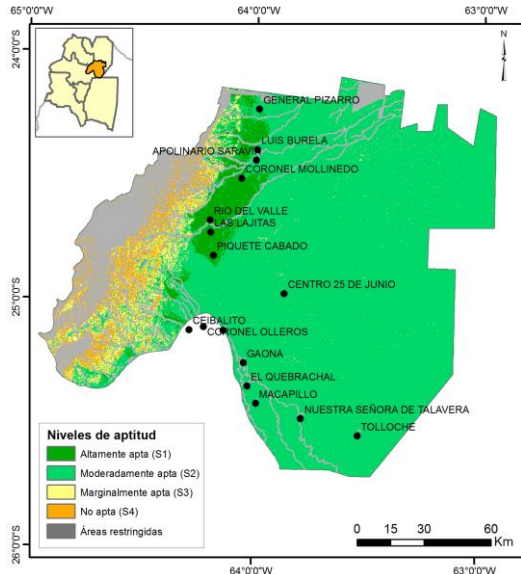 65°0'0"O 64°0'0"O 63°0'0"O
24°0'0"S
N
GENERAL PIZARRO
LUIS BURELA
APOLINARIO SARAVIA
CORONEL MOLLINEDO
RIO DEL VALLE
LAS LAJITAS
PIQUETE CABADO
CENTRO 25 DE JUNIO
25°0'0"S
CEIBALITO
CORONEL OLLEROS
GAONA
EL QUEBRACHAL
MACAPILLO
NUESTRA SEÑORA DE TALAVERA
TOLLOCHE
Niveles de aptitud
Altamente apta (S1)
Moderadamente apta (S2)
Marginalmente apta (S3)
No apta (S4)
Áreas restringidas
0 15 30 60
Km
26°0'0"S
64°0'0"O 63°0'0"O